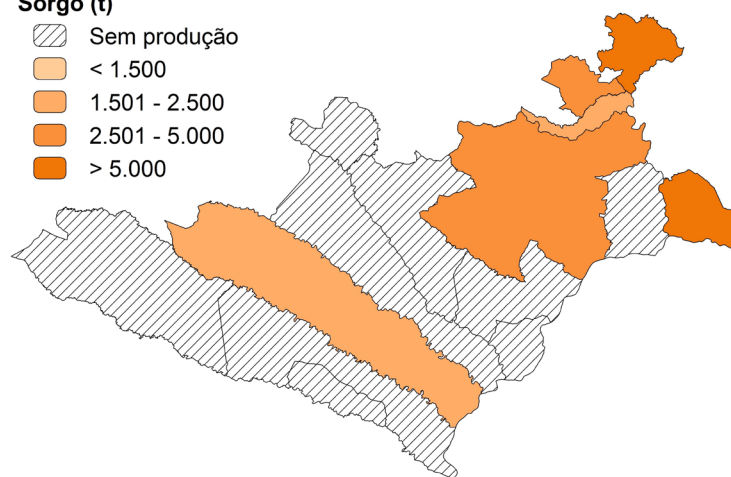 Sorgo (t)
Sem produção
< 1.500
1.501 - 2.500
2.501 - 5.000
> 5.000